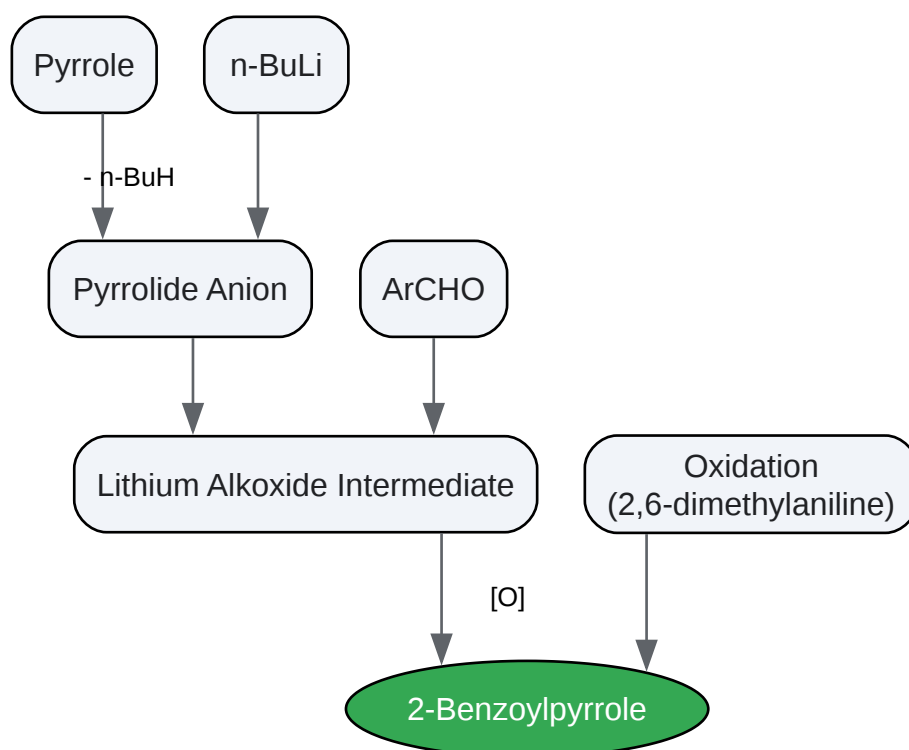 Pyrrole
n-BuLi
- n-BuH
Pyrrolide Anion
ArCHO
Lithium Alkoxide Intermediate
Oxidation
(2,6-dimethylaniline)
[O]
2-Benzoylpyrrole